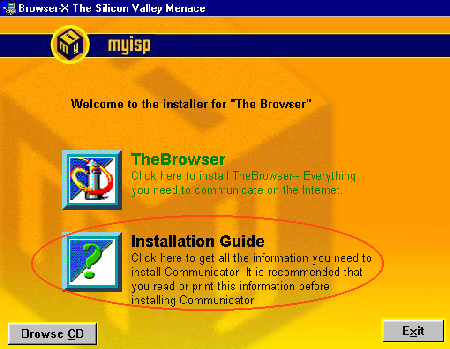 Browser-X The Silicon Valley Menace
myisp
Welcome to the installer for "The Browser"
TheBrowser
Click here to install TheBrowser-- Everything
you need to communicate on the Internet.
Installation Guide
Click here to get all the information you need to
install Communicator. It is recommended that
you read or print this information before
installing Communicator
Browse CD
Exit